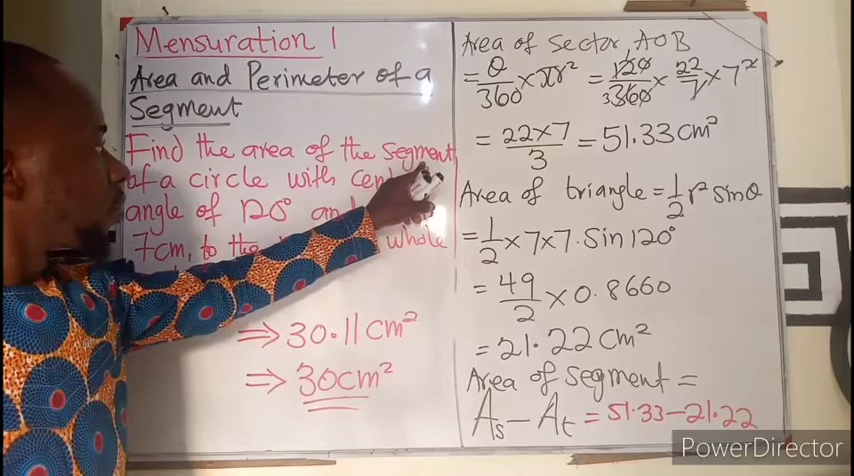 Mensuration 1
Area and Perimeter of a
Segment
Find the area of the segment
of a circle with
angle of 120°
7cm, to the whole
⇒ 30.11 cm²
⇒ 30cm²
Area of sector, AOB
= θ/360 × πr² = 120/360 × 22/7 × 7²
= 22×7/3 = 51.33 cm²
Area of triangle = 1/2 r² sinθ
= 1/2 × 7 × 7 . sin 120°
= 49/2 × 0.8660
= 21.22 cm²
Area of segment =
As − At = 51.33 − 21.22
PowerDirector